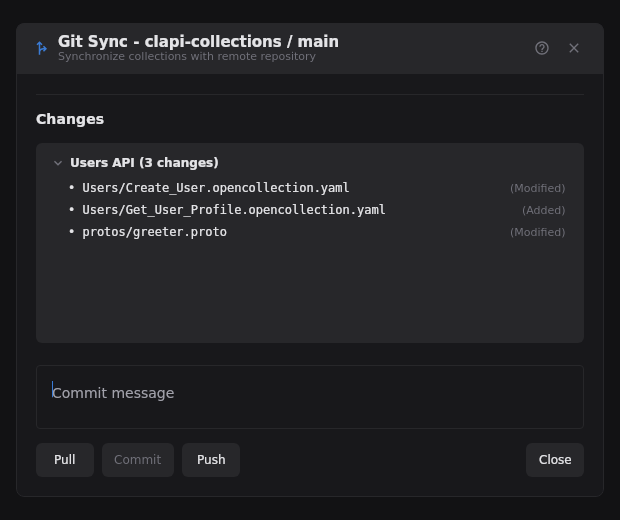 Git Sync - clapi-collections / main
Synchronize collections with remote repository
Changes
Users API (3 changes)
• Users/Create_User.opencollection.yaml (Modified)
• Users/Get_User_Profile.opencollection.yaml (Added)
• protos/greeter.proto (Modified)
Commit message
Pull Commit Push Close